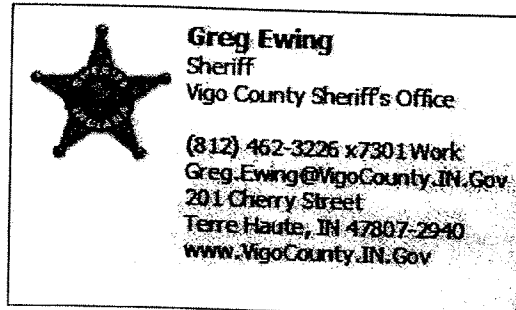 Greg Ewing
Sheriff
Vigo County Sheriff's Office
(812) 462-3226 x7301 Work
Greg.Ewing@VigoCounty.IN.Gov
201 Cherry Street
Terre Haute, IN 47807-2940
www.VigoCounty.IN.Gov